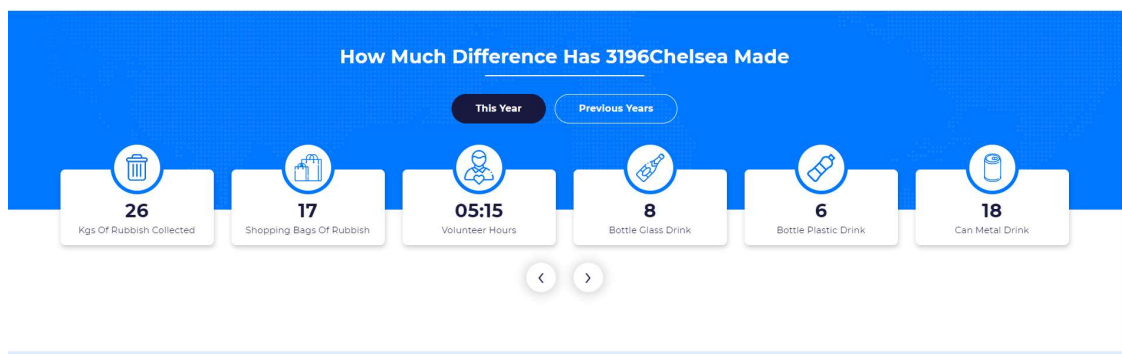 How Much Difference Has 3196Chelsea Made
This Year
Previous Years
26
Kgs Of Rubbish Collected
17
Shopping Bags Of Rubbish
05:15
Volunteer Hours
8
Bottle Glass Drink
6
Bottle Plastic Drink
18
Can Metal Drink